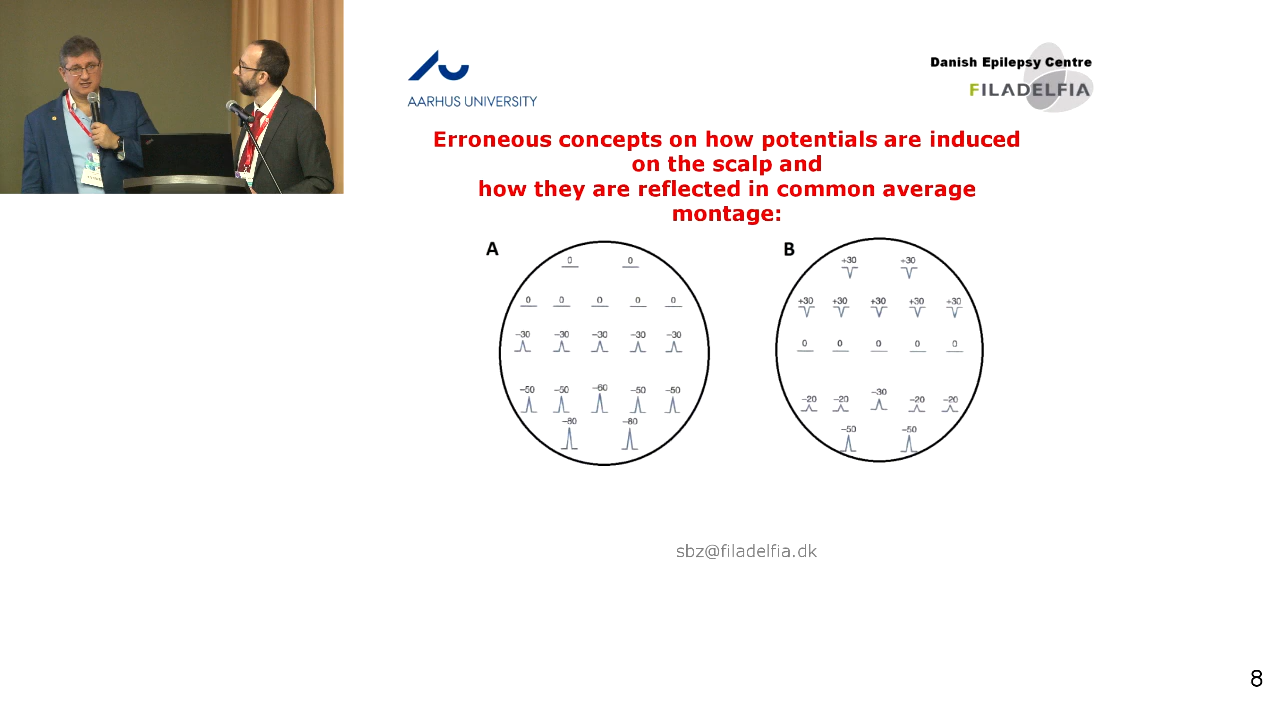 AARHUS UNIVERSITY
Danish Epilepsy Centre
FILADELFIA
Erroneous concepts on how potentials are induced
on the scalp and
how they are reflected in common average
montage:
A
0 0
0 0 0 0 0
−30 −30 −30 −30 −30
−50 −50 −60 −50 −50
−80 −80
B
+30 +30
+30 +30 +30 +30 +30
0 0 0 0 0
−20 −20 −30 −20 −20
−50 −50
sbz@filadelfia.dk
8